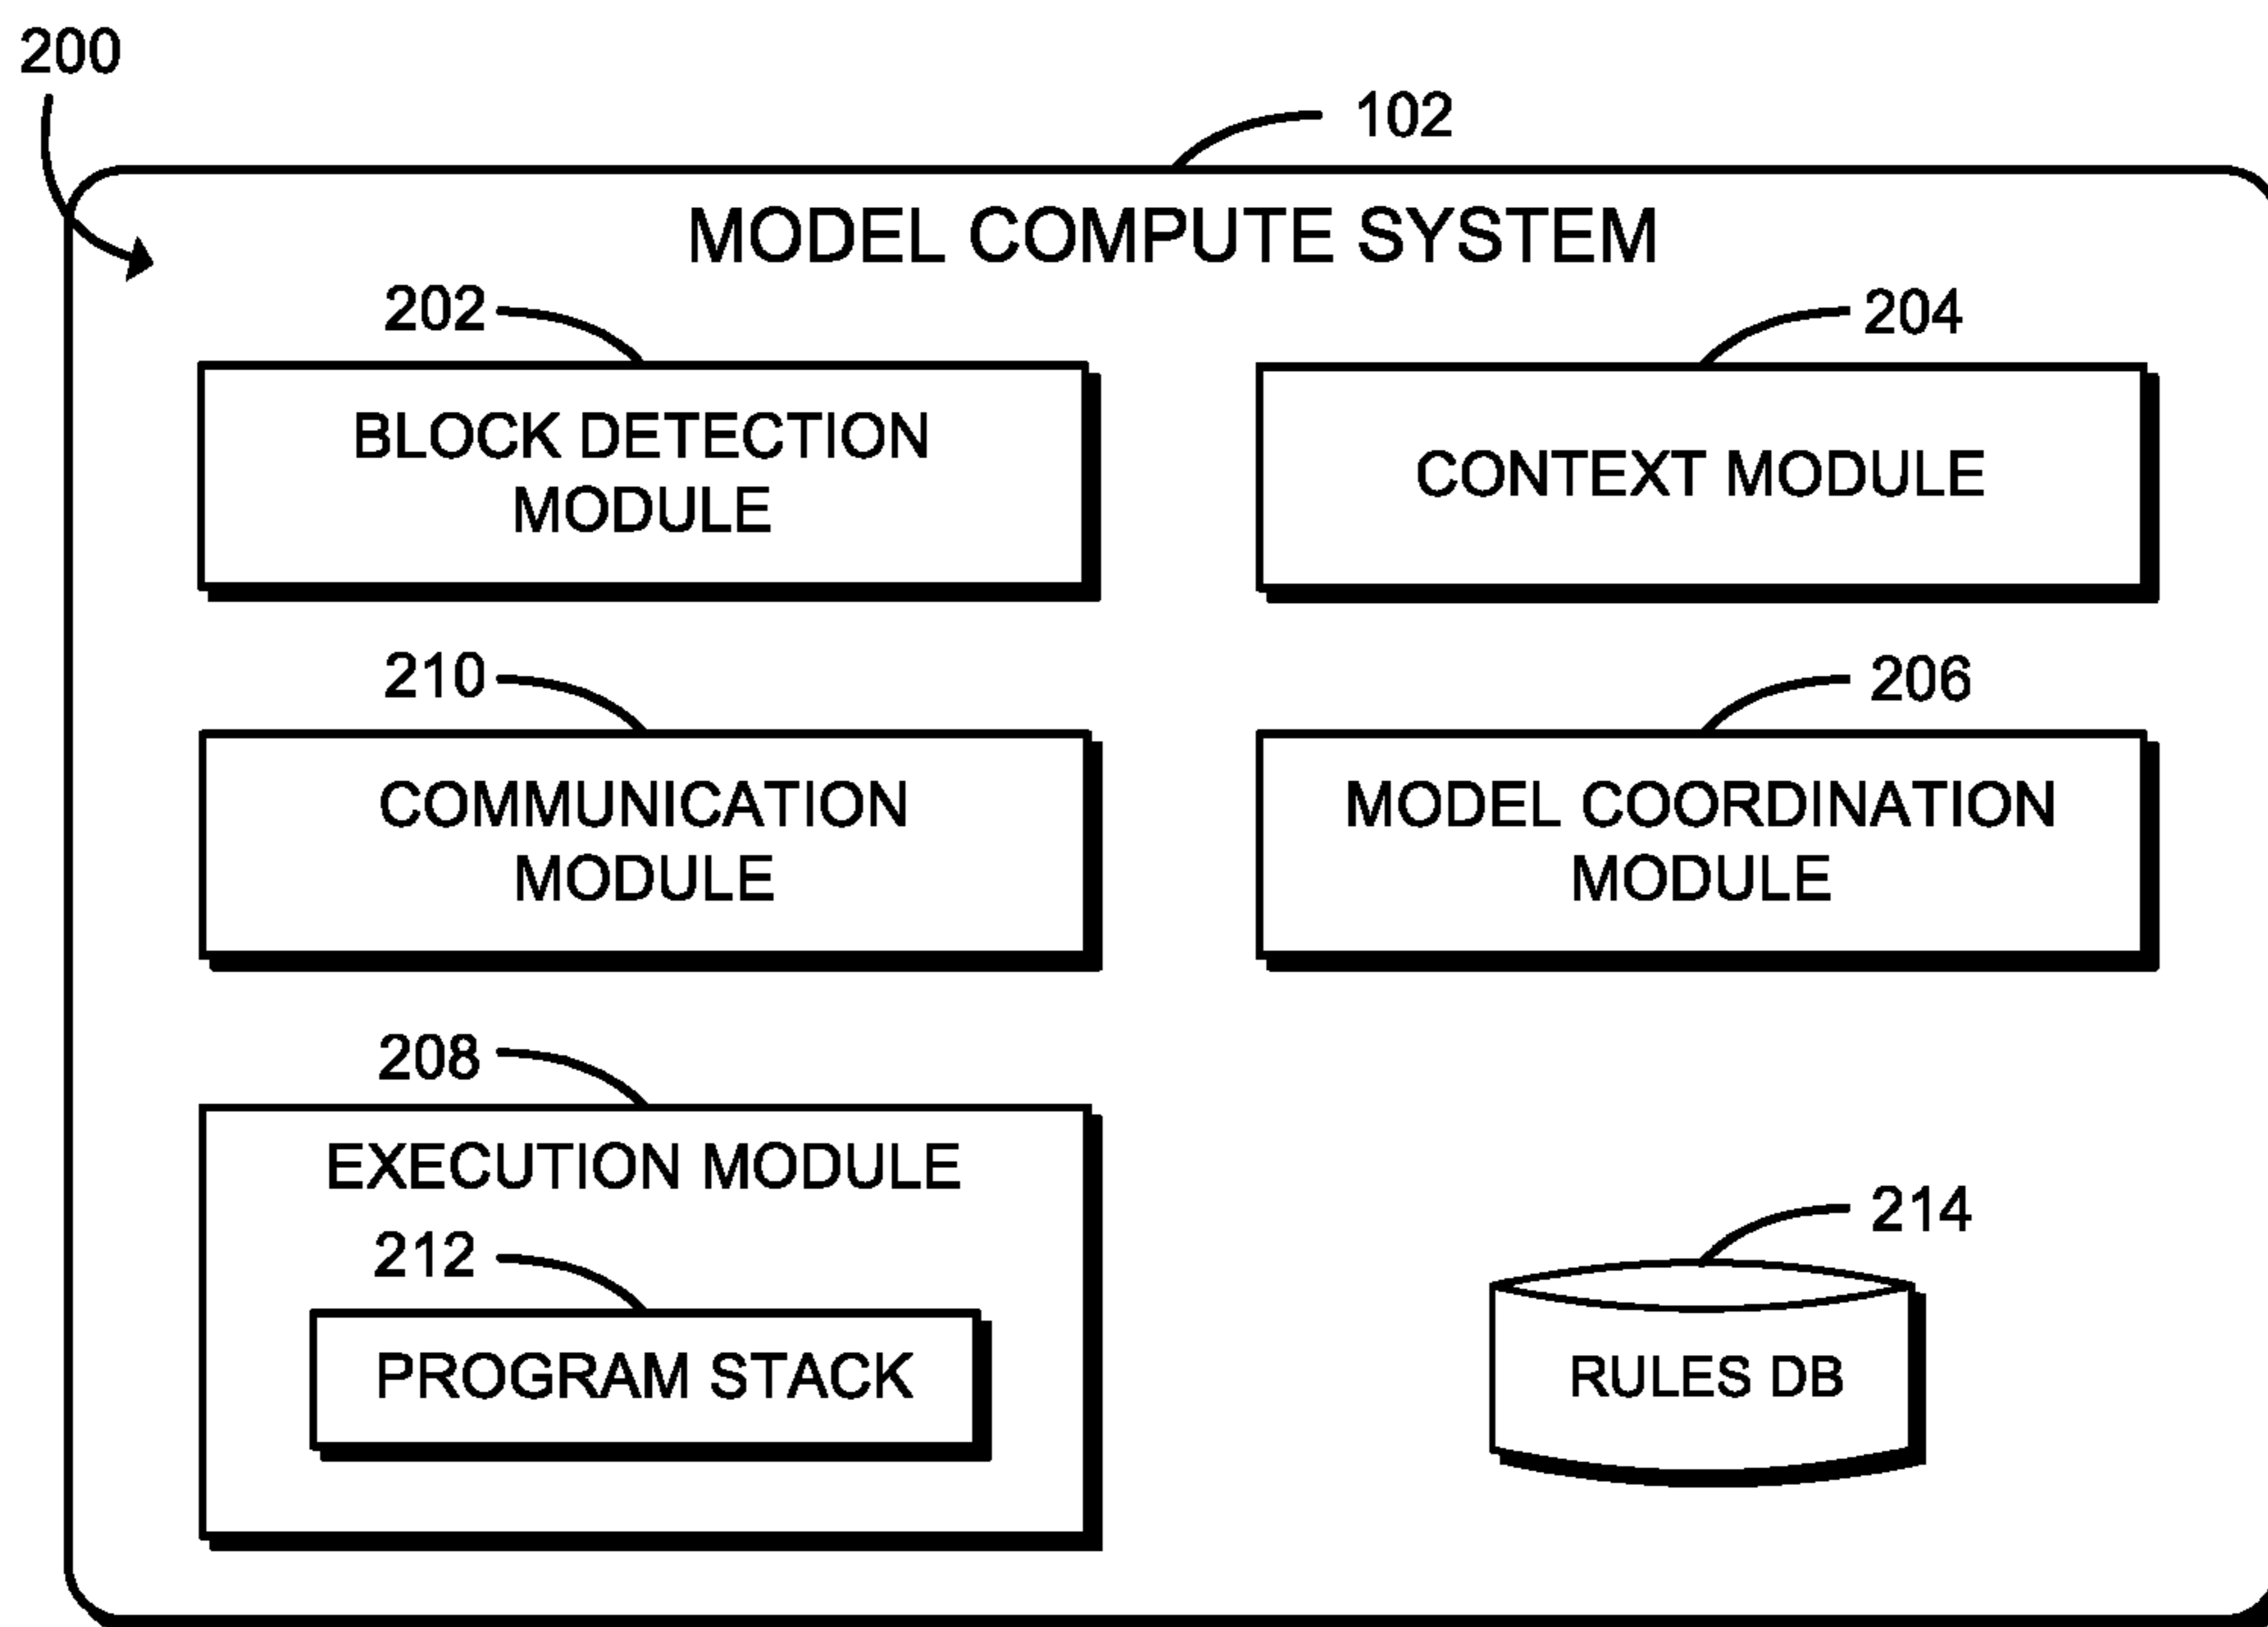 200
102
MODEL COMPUTE SYSTEM
202
204
BLOCK DETECTION
MODULE
CONTEXT MODULE
210
206
COMMUNICATION
MODULE
MODEL COORDINATION
MODULE
208
EXECUTION MODULE
212
PROGRAM STACK
214
RULES DB